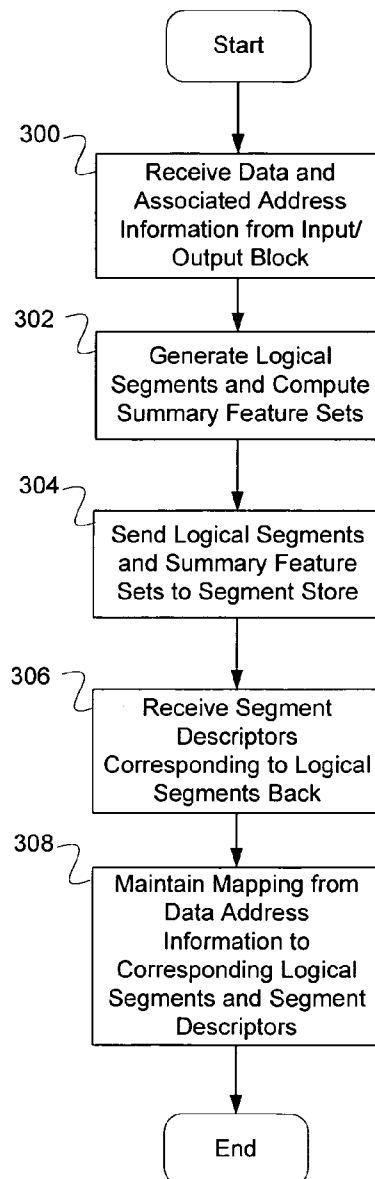 Start
300
Receive Data and
Associated Address
Information from Input/
Output Block
302
Generate Logical
Segments and Compute
Summary Feature Sets
304
Send Logical Segments
and Summary Feature
Sets to Segment Store
306
Receive Segment
Descriptors
Corresponding to Logical
Segments Back
308
Maintain Mapping from
Data Address
Information to
Corresponding Logical
Segments and Segment
Descriptors
End